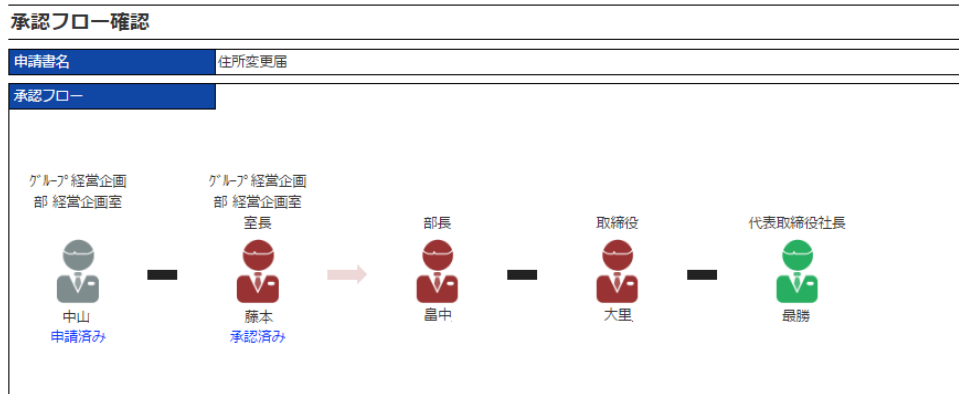 承認フロー確認
申請書名
住所変更届
承認フロー
ｸﾞﾙｰﾌﾟ経営企画
部 経営企画室
中山
申請済み
ｸﾞﾙｰﾌﾟ経営企画
部 経営企画室
室長
藤本
承認済み
部長
畠中
取締役
大里
代表取締役社長
最勝